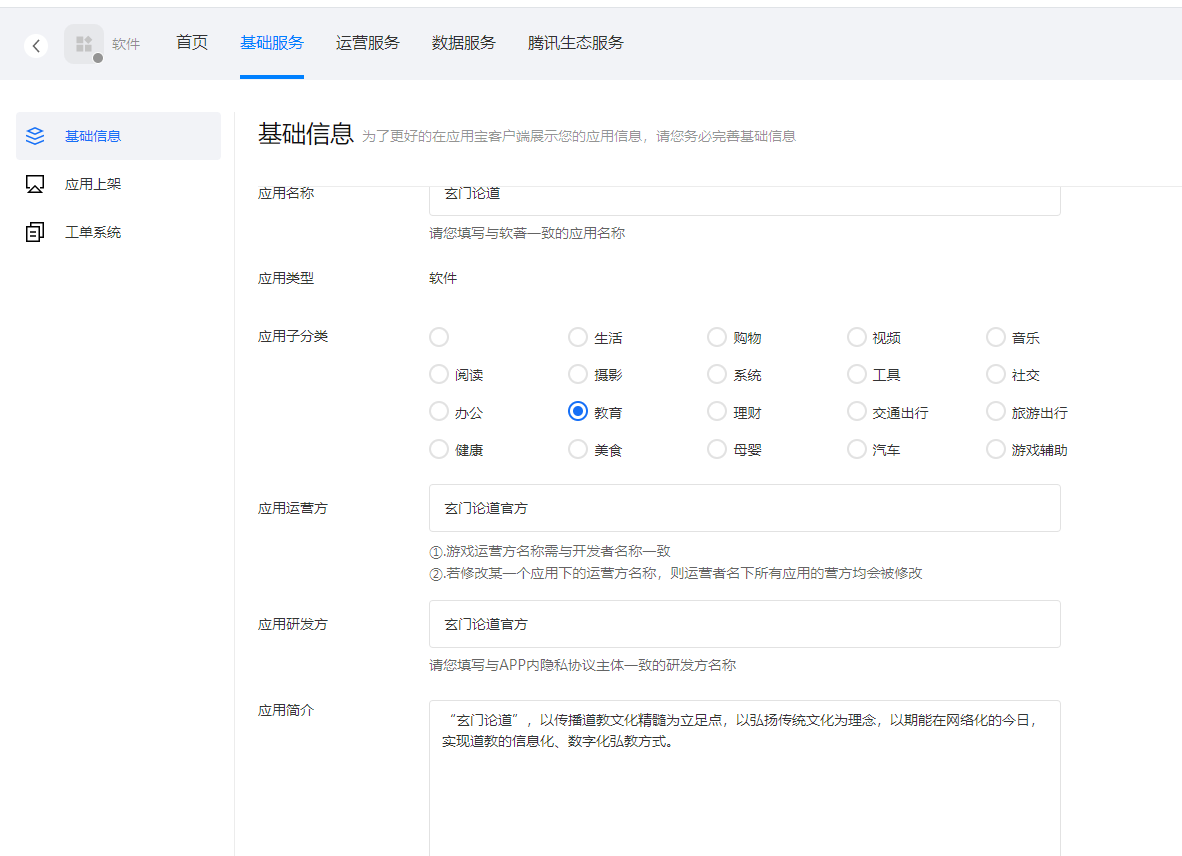 软件 首页 基础服务 运营服务 数据服务 腾讯生态服务
基础信息
应用上架
工单系统
基础信息 为了更好的在应用宝客户端展示您的应用信息，请您务必完善基础信息
应用名称 玄门论道
请您填写与软著一致的应用名称
应用类型 软件
应用子分类 生活 购物 视频 音乐
阅读 摄影 系统 工具 社交
办公 教育 理财 交通出行 旅游出行
健康 美食 母婴 汽车 游戏辅助
应用运营方 玄门论道官方
①.游戏运营方名称需与开发者名称一致
②.若修改某一个应用下的运营方名称，则运营者名下所有应用的营方均会被修改
应用研发方 玄门论道官方
请您填写与APP内隐私协议主体一致的研发方名称
应用简介 “玄门论道”，以传播道教文化精髓为立足点，以弘扬传统文化为理念，以期能在网络化的今日，
实现道教的信息化、数字化弘教方式。